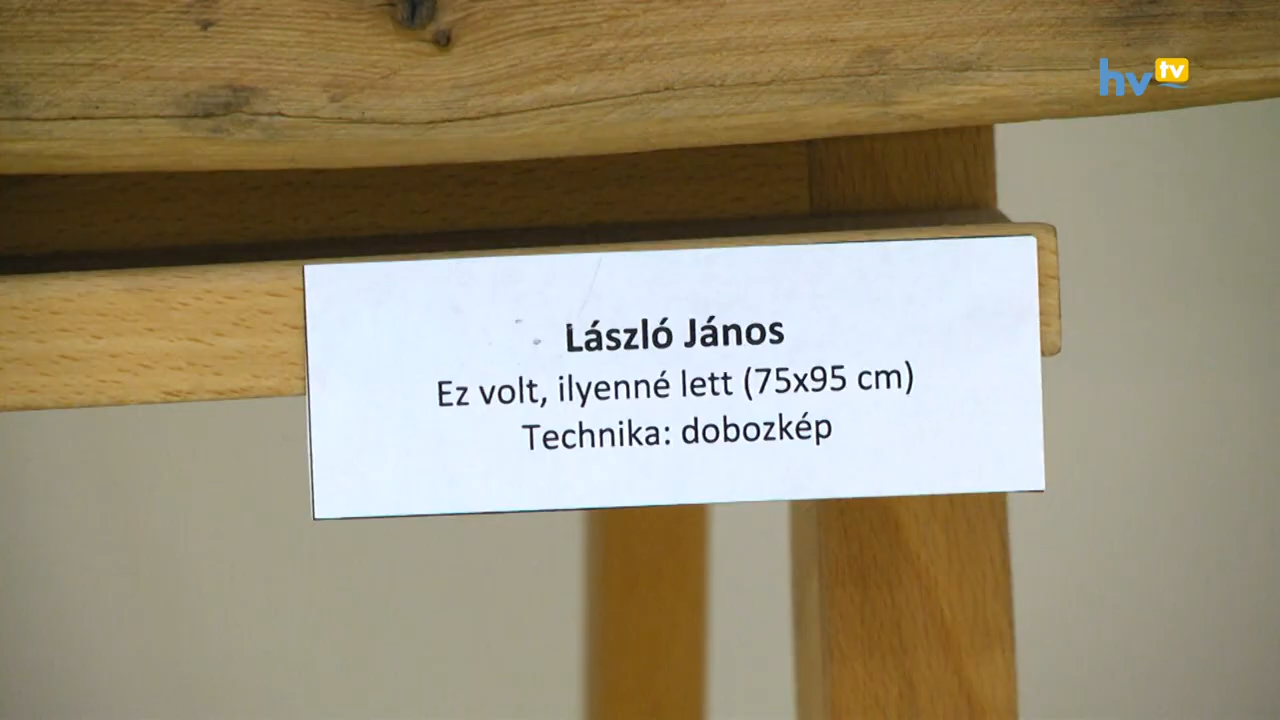 hv tv
László János
Ez volt, ilyenné lett (75x95 cm)
Technika: dobozkép